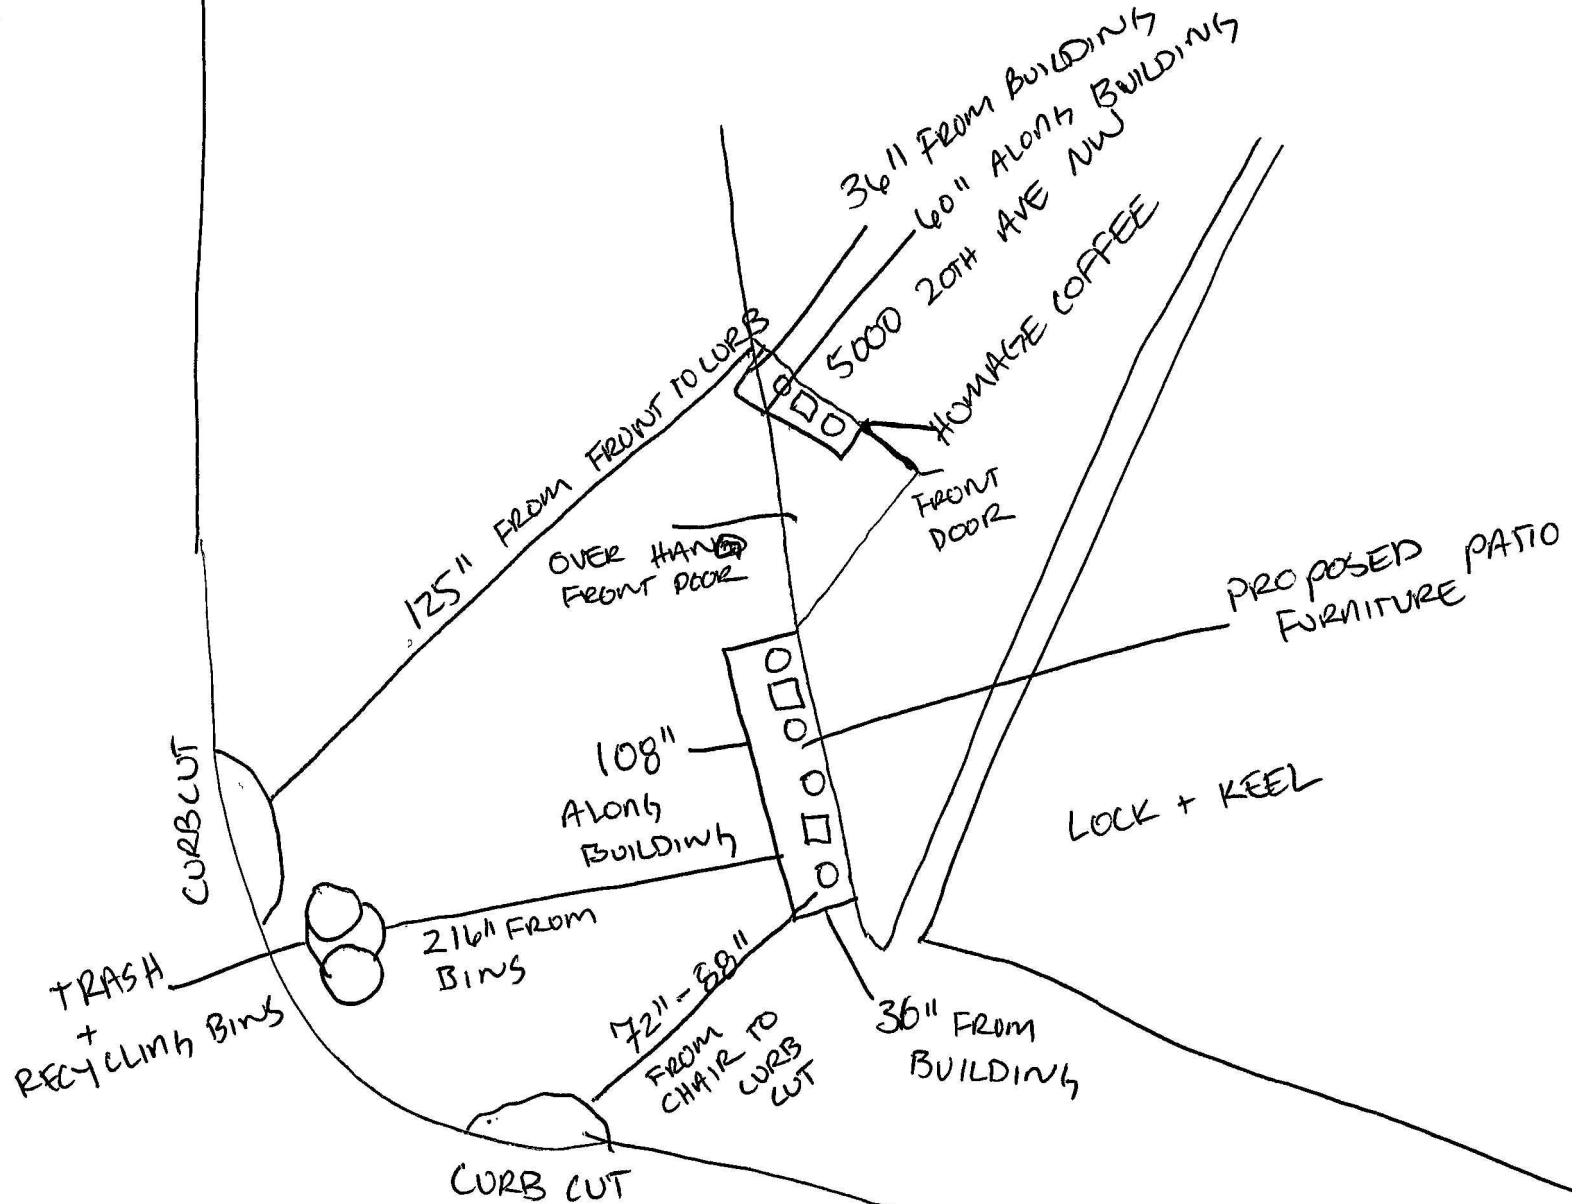 36" FROM BUILDING
60" ALONG BUILDING
5000 20TH AVE NW
HOMAGE COFFEE
FRONT
DOOR
125" FROM FRONT TO CURB
OVER HANG
FRONT DOOR
PROPOSED PATIO
FURNITURE
108"
ALONG
BUILDING
CURBCUT
LOCK + KEEL
216" FROM
BINS
TRASH
+
RECYCLING BINS
72"-88"
FROM
CHAIR TO
CURB
CUT
36" FROM
BUILDING
CURB CUT